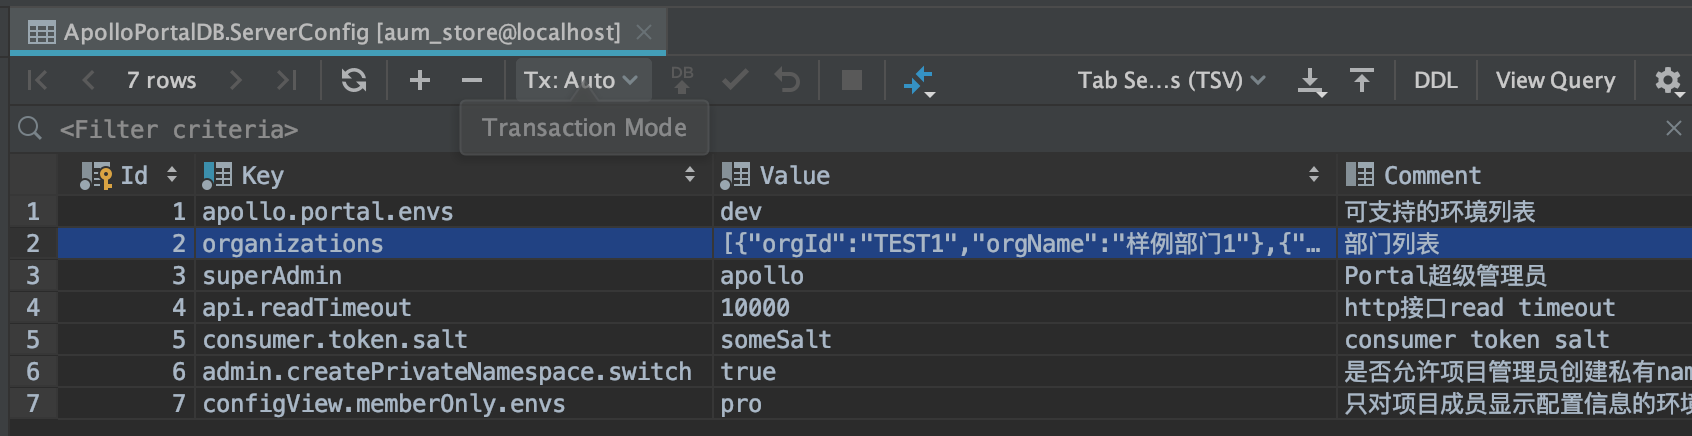 ApolloPortalDB.ServerConfig [aum_store@localhost]
7 rows
Tx: Auto
DB
Tab Se...s (TSV)
DDL
View Query
<Filter criteria>
Transaction Mode
Id Key Value Comment
1 1 apollo.portal.envs dev 可支持的环境列表
2 2 organizations [{"orgId":"TEST1","orgName":"样例部门1"},{"… 部门列表
3 3 superAdmin apollo Portal超级管理员
4 4 api.readTimeout 10000 http接口read timeout
5 5 consumer.token.salt someSalt consumer token salt
6 6 admin.createPrivateNamespace.switch true 是否允许项目管理员创建私有nam
7 7 configView.memberOnly.envs pro 只对项目成员显示配置信息的环境